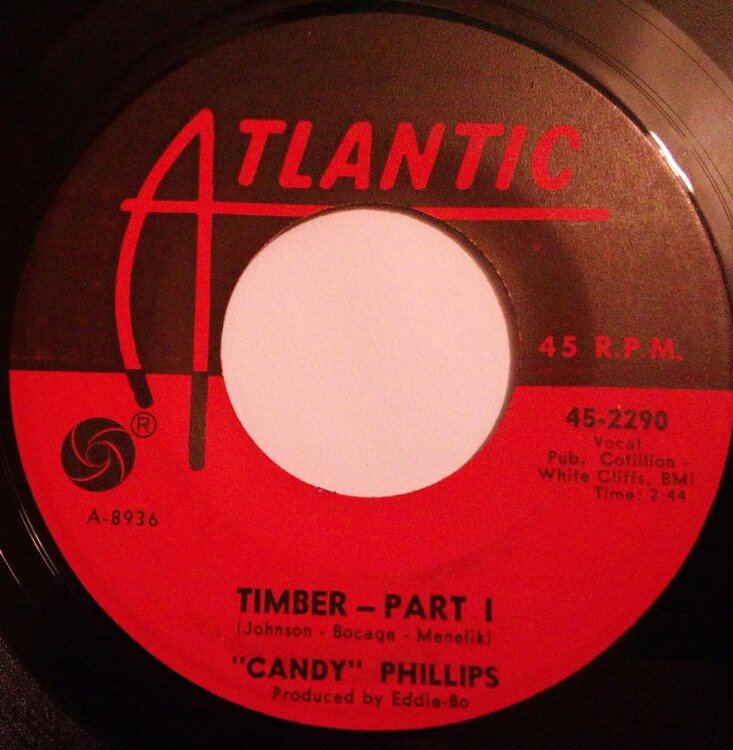 ATLANTIC
45 R.P.M.
®
A-8936
45-2290
Vocal
Pub. Cotillion -
White Cliffs, BMI
Time: 2-44
TIMBER – PART I
(Johnson - Bocage - Menelik)
"CANDY" PHILLIPS
Produced by Eddie-Bo